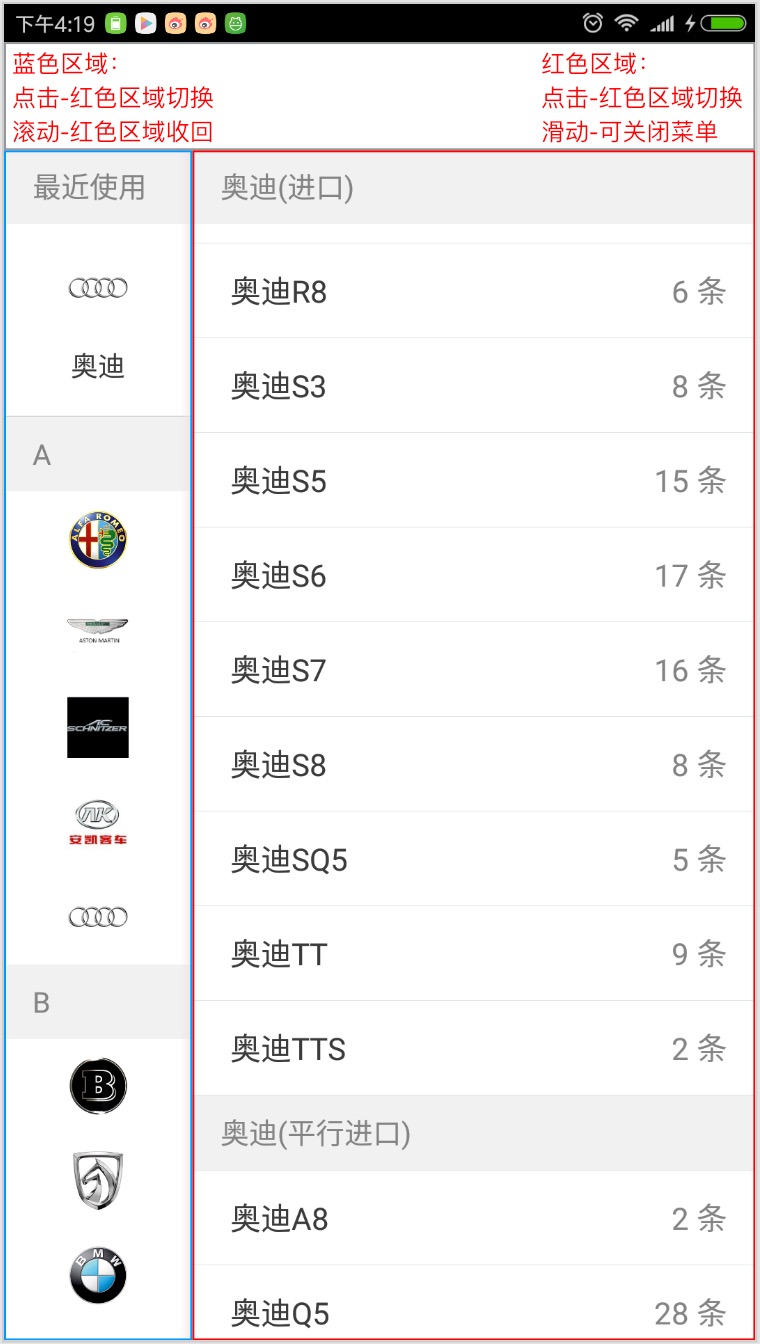 下午4:19
蓝色区域：
点击-红色区域切换
滚动-红色区域收回
红色区域：
点击-红色区域切换
滑动-可关闭菜单
最近使用
奥迪
A
ALFA ROMEO
ASTON MARTIN
AC
SCHNITZER
安凯客车
B
B
BMW
奥迪(进口)
奥迪R8 6 条
奥迪S3 8 条
奥迪S5 15 条
奥迪S6 17 条
奥迪S7 16 条
奥迪S8 8 条
奥迪SQ5 5 条
奥迪TT 9 条
奥迪TTS 2 条
奥迪(平行进口)
奥迪A8 2 条
奥迪Q5 28 条